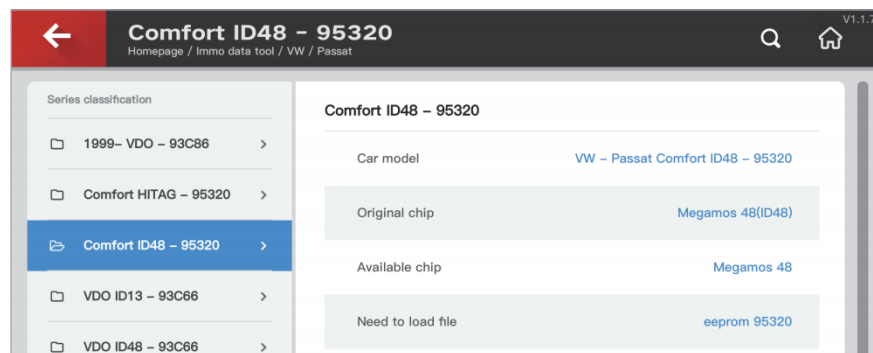 Comfort ID48 – 95320
V1.1.7
Homepage / Immo data tool / VW / Passat
Series classification
1999– VDO – 93C86
Comfort HITAG – 95320
Comfort ID48 – 95320
VDO ID13 – 93C66
VDO ID48 – 93C66
Comfort ID48 – 95320
Car model
VW – Passat Comfort ID48 – 95320
Original chip
Megamos 48(ID48)
Available chip
Megamos 48
Need to load file
eeprom 95320